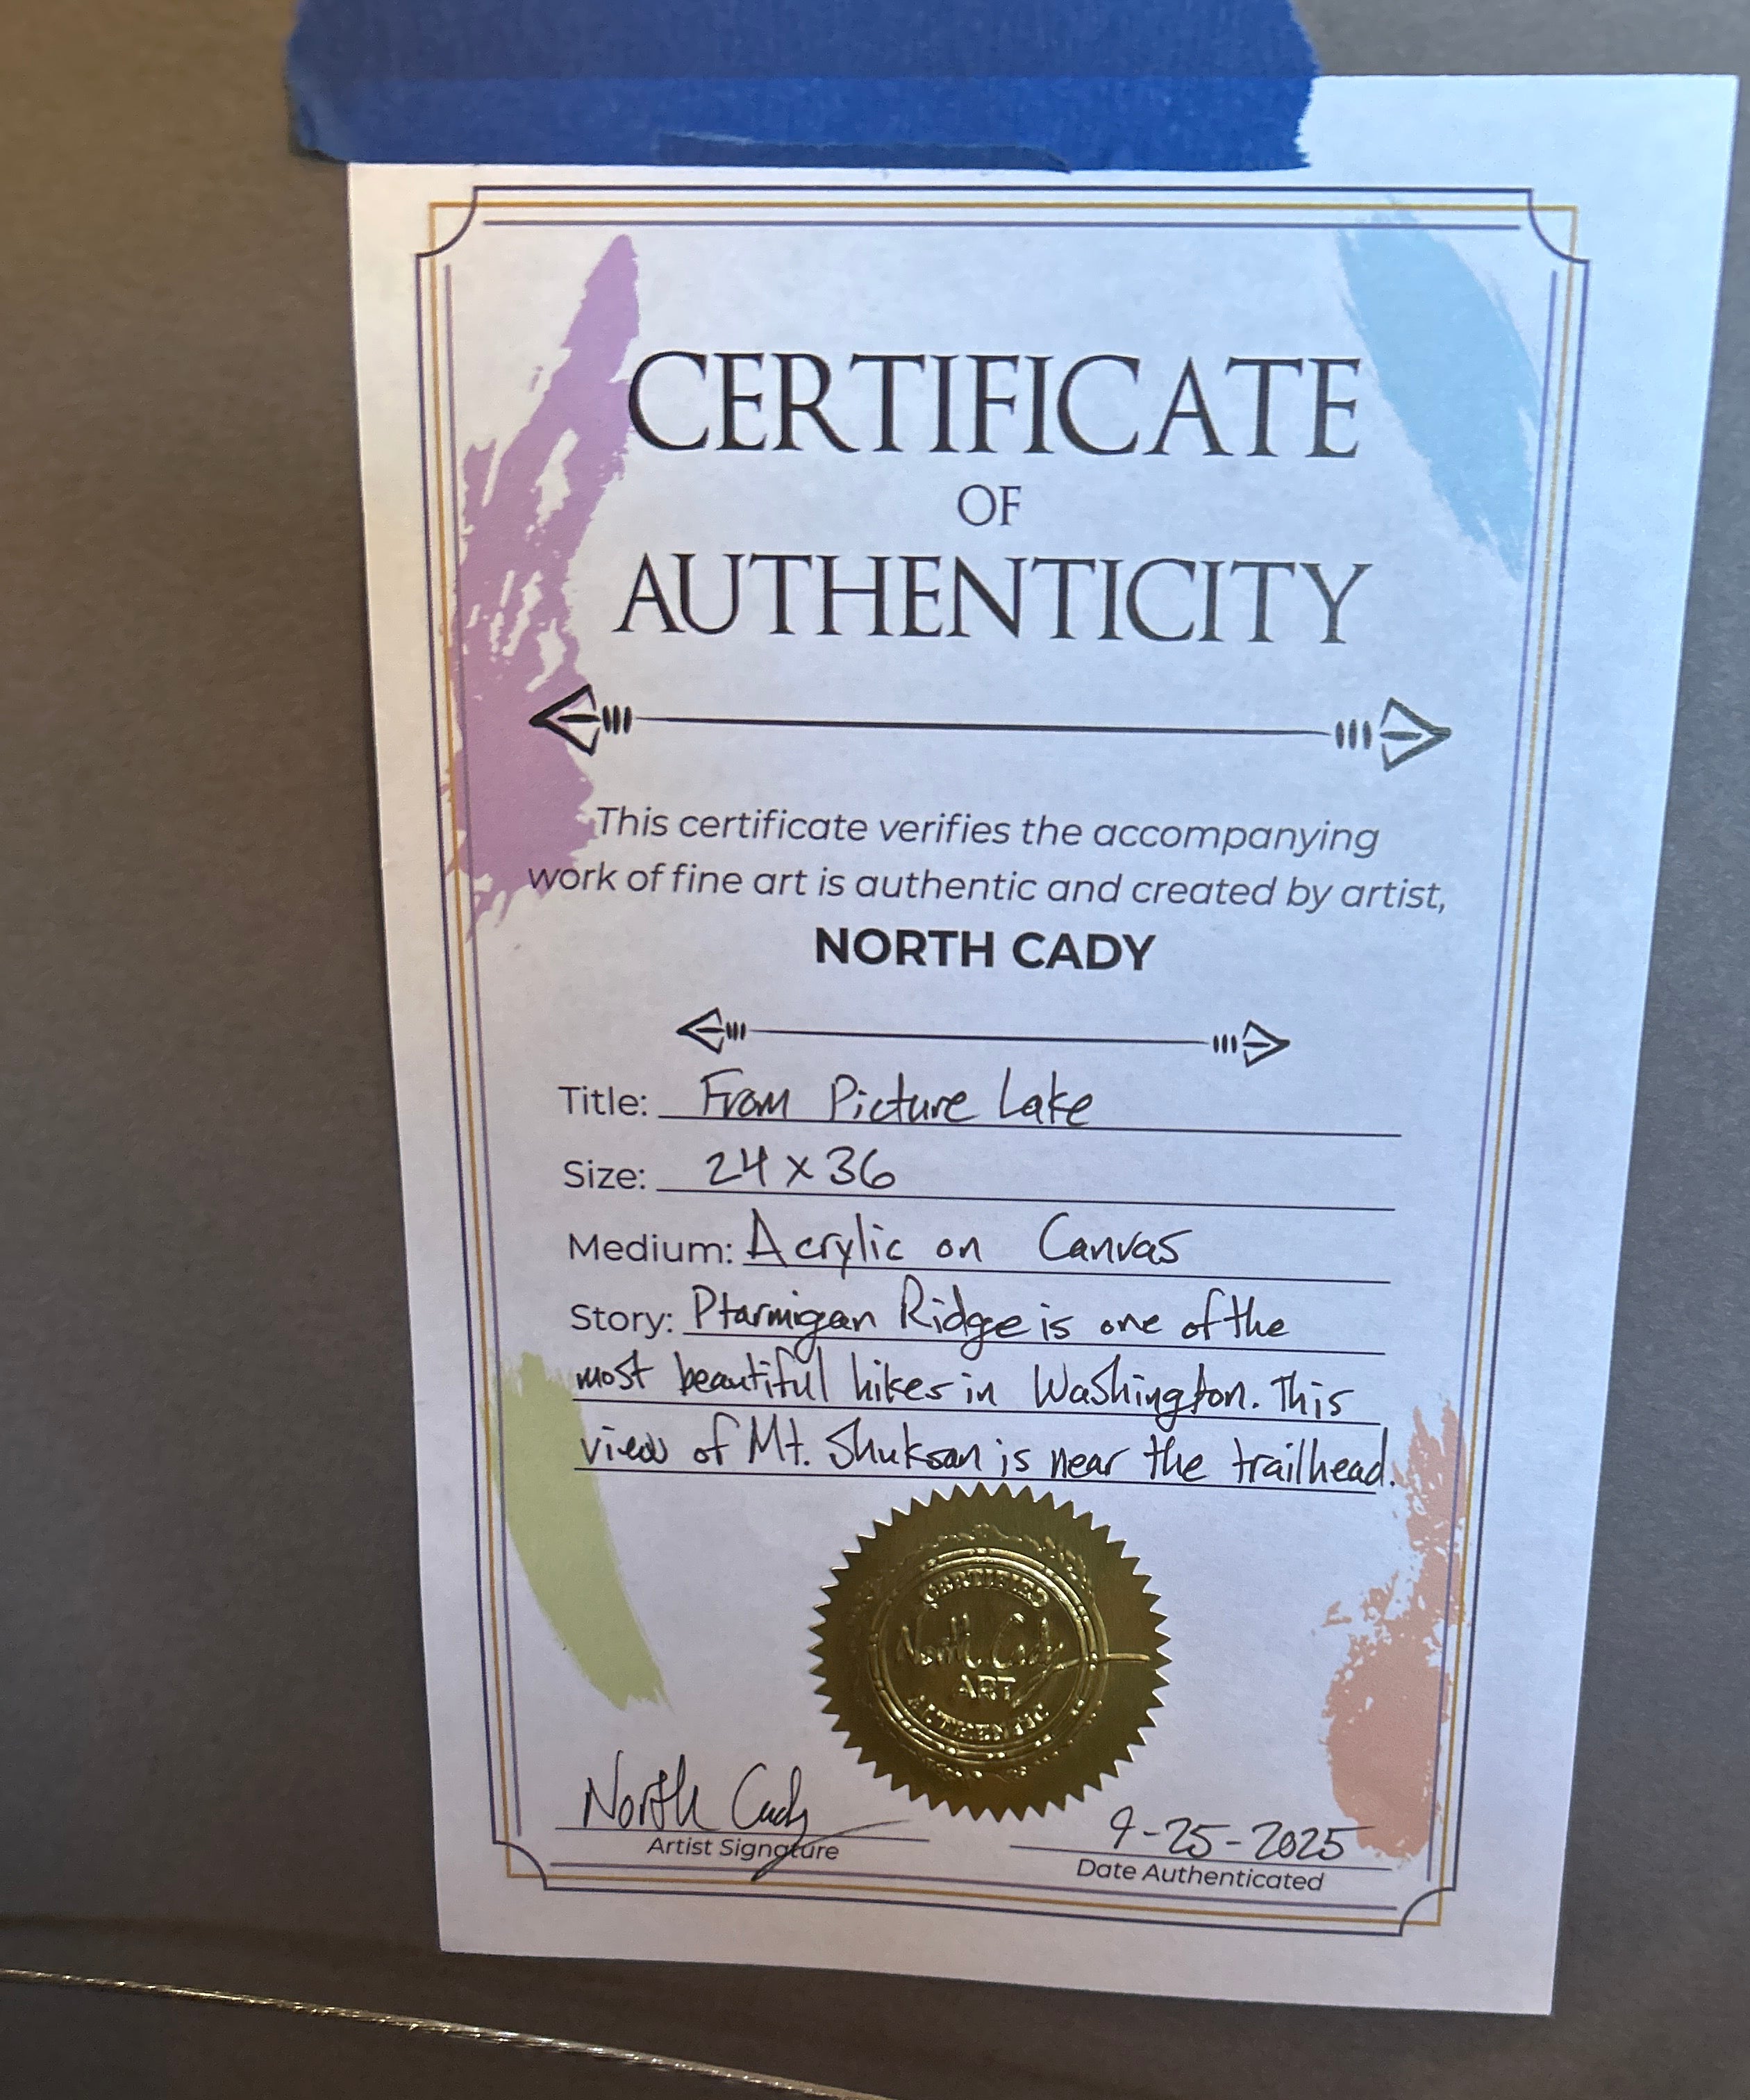 CERTIFICATE
OF
AUTHENTICITY
This certificate verifies the accompanying
work of fine art is authentic and created by artist,
NORTH CADY
Title: From Picture Lake
Size: 24 x 36
Medium: Acrylic on Canvas
Story: Ptarmigan Ridge is one of the
most beautiful hikes in Washington. This
view of Mt. Shuksan is near the trailhead.
CERTIFIED
North Cady
ART
AUTHENTIC
North Cady
Artist Signature
9-25-2025
Date Authenticated